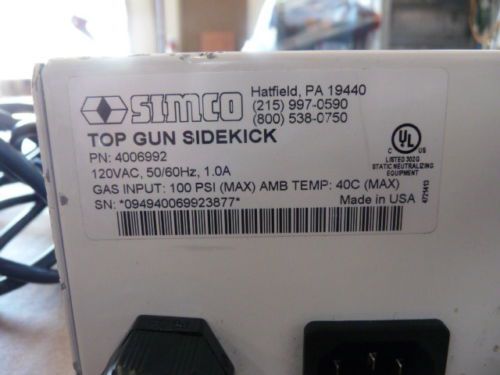 SIMCO
Hatfield, PA 19440
(215) 997-0590
(800) 538-0750
TOP GUN SIDEKICK
PN: 4006992
120VAC, 50/60Hz, 1.0A
GAS INPUT: 100 PSI (MAX) AMB TEMP: 40C (MAX)
SN: *094940069923877*
Made in USA
C UL US
LISTED 302G
STATIC NEUTRALIZING
EQUIPMENT
4721413